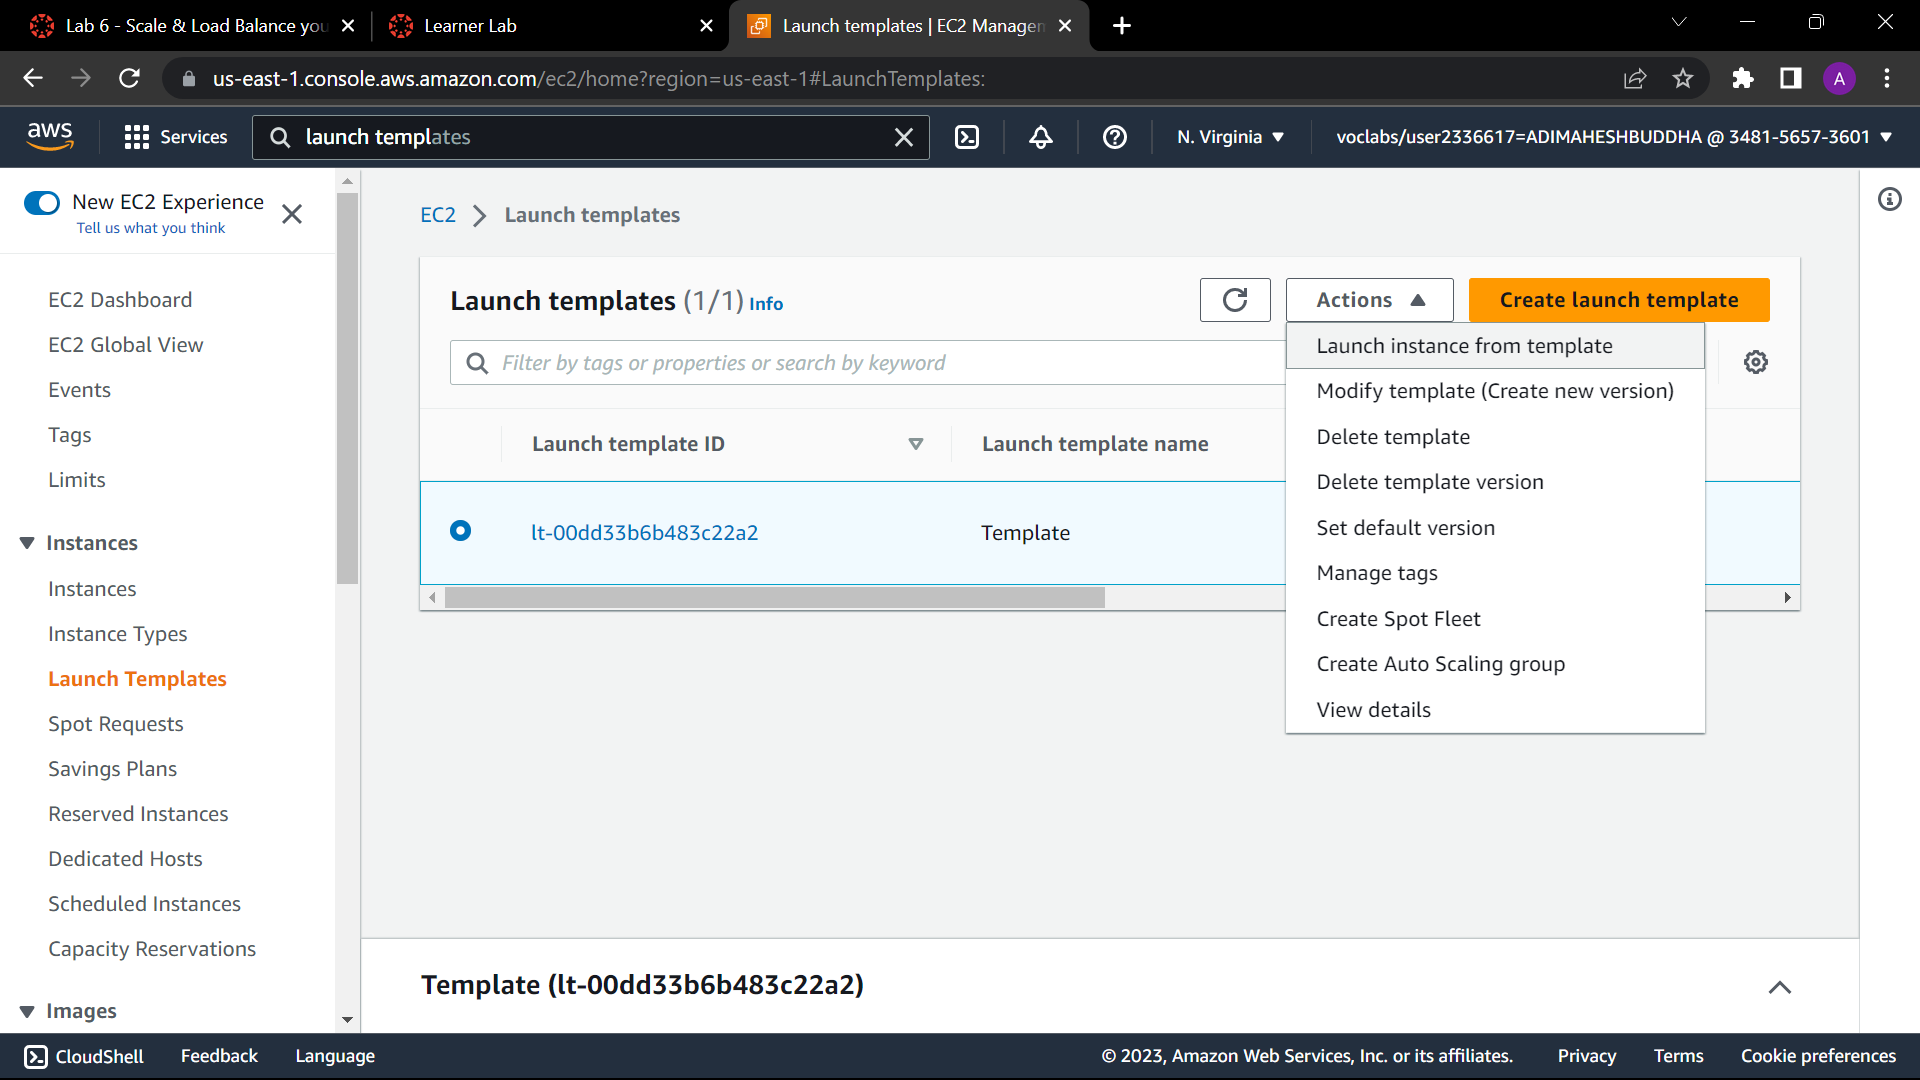 Lab 6 - Scale & Load Balance you
Learner Lab
Launch templates | EC2 Managem
us-east-1.console.aws.amazon.com/ec2/home?region=us-east-1#LaunchTemplates:
A
aws
Services
launch templates
N. Virginia
voclabs/user2336617=ADIMAHESHBUDDHA @ 3481-5657-3601
New EC2 Experience
Tell us what you think
EC2 Dashboard
EC2 Global View
Events
Tags
Limits
Instances
Instances
Instance Types
Launch Templates
Spot Requests
Savings Plans
Reserved Instances
Dedicated Hosts
Scheduled Instances
Capacity Reservations
Images
EC2 > Launch templates
Launch templates (1/1) Info
Actions
Create launch template
Filter by tags or properties or search by keyword
Launch instance from template
Modify template (Create new version)
Delete template
Delete template version
Set default version
Manage tags
Create Spot Fleet
Create Auto Scaling group
View details
Launch template ID
Launch template name
lt-00dd33b6b483c22a2
Template
Template (lt-00dd33b6b483c22a2)
CloudShell
Feedback
Language
© 2023, Amazon Web Services, Inc. or its affiliates.
Privacy
Terms
Cookie preferences